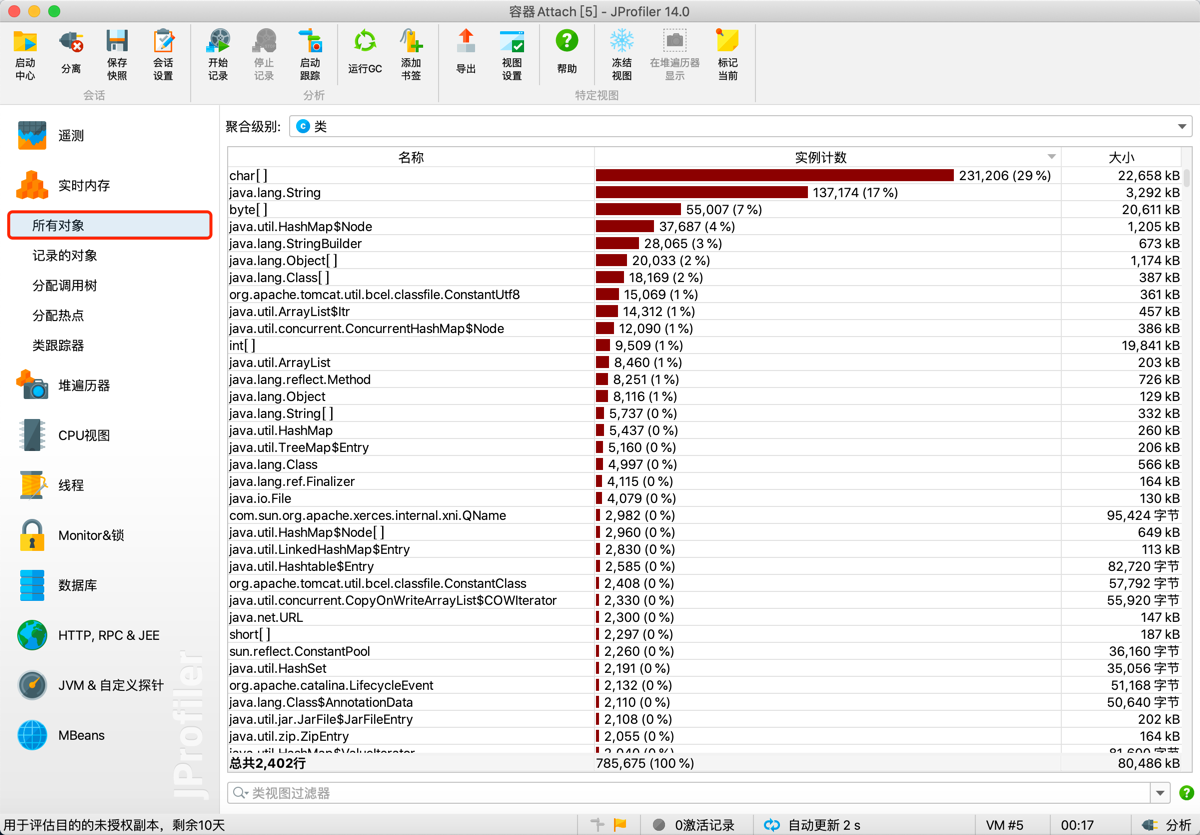 容器Attach [5] - JProfiler 14.0
启动中心
分离
保存快照
会话设置
开始记录
停止记录
启动跟踪
运行GC
添加书签
导出
视图设置
帮助
冻结视图
在堆遍历器显示
标记当前
会话
分析
特定视图
遥测
实时内存
所有对象
记录的对象
分配调用树
分配热点
类跟踪器
堆遍历器
CPU视图
线程
Monitor&锁
数据库
HTTP, RPC & JEE
JVM & 自定义探针
MBeans
JProfiler
聚合级别: C 类
名称 实例计数 大小
char[ ] 231,206 (29 %) 22,658 kB
java.lang.String 137,174 (17 %) 3,292 kB
byte[ ] 55,007 (7 %) 20,611 kB
java.util.HashMap$Node 37,687 (4 %) 1,205 kB
java.lang.StringBuilder 28,065 (3 %) 673 kB
java.lang.Object[ ] 20,033 (2 %) 1,174 kB
java.lang.Class[ ] 18,169 (2 %) 387 kB
org.apache.tomcat.util.bcel.classfile.ConstantUtf8 15,069 (1 %) 361 kB
java.util.ArrayList$Itr 14,312 (1 %) 457 kB
java.util.concurrent.ConcurrentHashMap$Node 12,090 (1 %) 386 kB
int[ ] 9,509 (1 %) 19,841 kB
java.util.ArrayList 8,460 (1 %) 203 kB
java.lang.reflect.Method 8,251 (1 %) 726 kB
java.lang.Object 8,116 (1 %) 129 kB
java.lang.String[ ] 5,737 (0 %) 332 kB
java.util.HashMap 5,437 (0 %) 260 kB
java.util.TreeMap$Entry 5,160 (0 %) 206 kB
java.lang.Class 4,997 (0 %) 566 kB
java.lang.ref.Finalizer 4,115 (0 %) 164 kB
java.io.File 4,079 (0 %) 130 kB
com.sun.org.apache.xerces.internal.xni.QName 2,982 (0 %) 95,424 字节
java.util.HashMap$Node[ ] 2,960 (0 %) 649 kB
java.util.LinkedHashMap$Entry 2,830 (0 %) 113 kB
java.util.Hashtable$Entry 2,585 (0 %) 82,720 字节
org.apache.tomcat.util.bcel.classfile.ConstantClass 2,408 (0 %) 57,792 字节
java.util.concurrent.CopyOnWriteArrayList$COWIterator 2,330 (0 %) 55,920 字节
java.net.URL 2,300 (0 %) 147 kB
short[ ] 2,297 (0 %) 187 kB
sun.reflect.ConstantPool 2,260 (0 %) 36,160 字节
java.util.HashSet 2,191 (0 %) 35,056 字节
org.apache.catalina.LifecycleEvent 2,132 (0 %) 51,168 字节
java.lang.Class$AnnotationData 2,110 (0 %) 50,640 字节
java.util.jar.JarFile$JarFileEntry 2,108 (0 %) 202 kB
java.util.zip.ZipEntry 2,055 (0 %) 164 kB
java.util.HashMap$ValueIterator 2,040 (0 %) 81,600 字节
总共2,402行 785,675 (100 %) 80,486 kB
类视图过滤器
用于评估目的的未授权副本，剩余10天 0激活记录 自动更新 2 s VM #5 00:17 分析